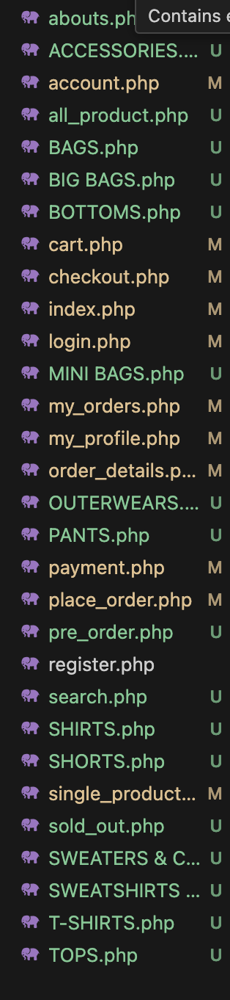 abouts.ph
Contains e
ACCESSORIES.... U
account.php M
all_product.php U
BAGS.php U
BIG BAGS.php U
BOTTOMS.php U
cart.php M
checkout.php M
index.php M
login.php M
MINI BAGS.php U
my_orders.php M
my_profile.php M
order_details.p... M
OUTERWEARS.... U
PANTS.php U
payment.php M
place_order.php M
pre_order.php U
register.php
search.php U
SHIRTS.php U
SHORTS.php U
single_product... M
sold_out.php U
SWEATERS & C... U
SWEATSHIRTS ... U
T-SHIRTS.php U
TOPS.php U